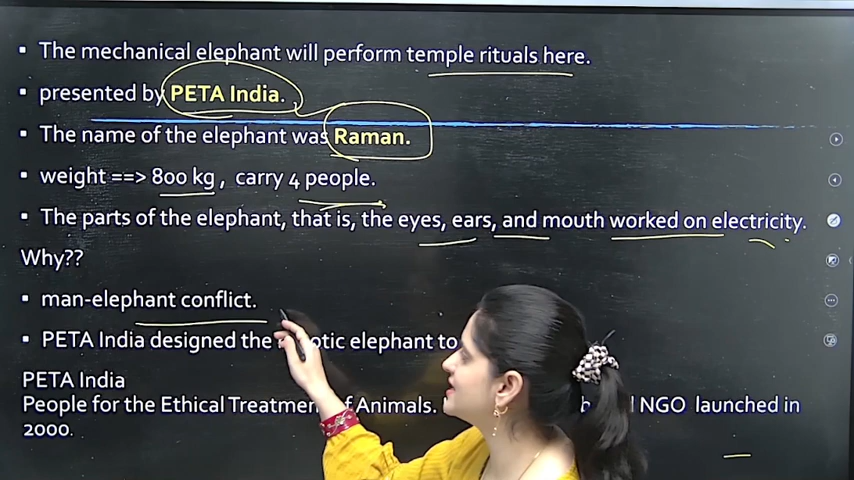 ▪ The mechanical elephant will perform temple rituals here.
▪ presented by PETA India.
▪ The name of the elephant was Raman.
▪ weight ==> 800 kg , carry 4 people.
▪ The parts of the elephant, that is, the eyes, ears, and mouth worked on electricity.
Why??
▪ man-elephant conflict.
▪ PETA India designed the elephant to
PETA India
People for the Ethical Treatment of Animals. NGO launched in
2000.